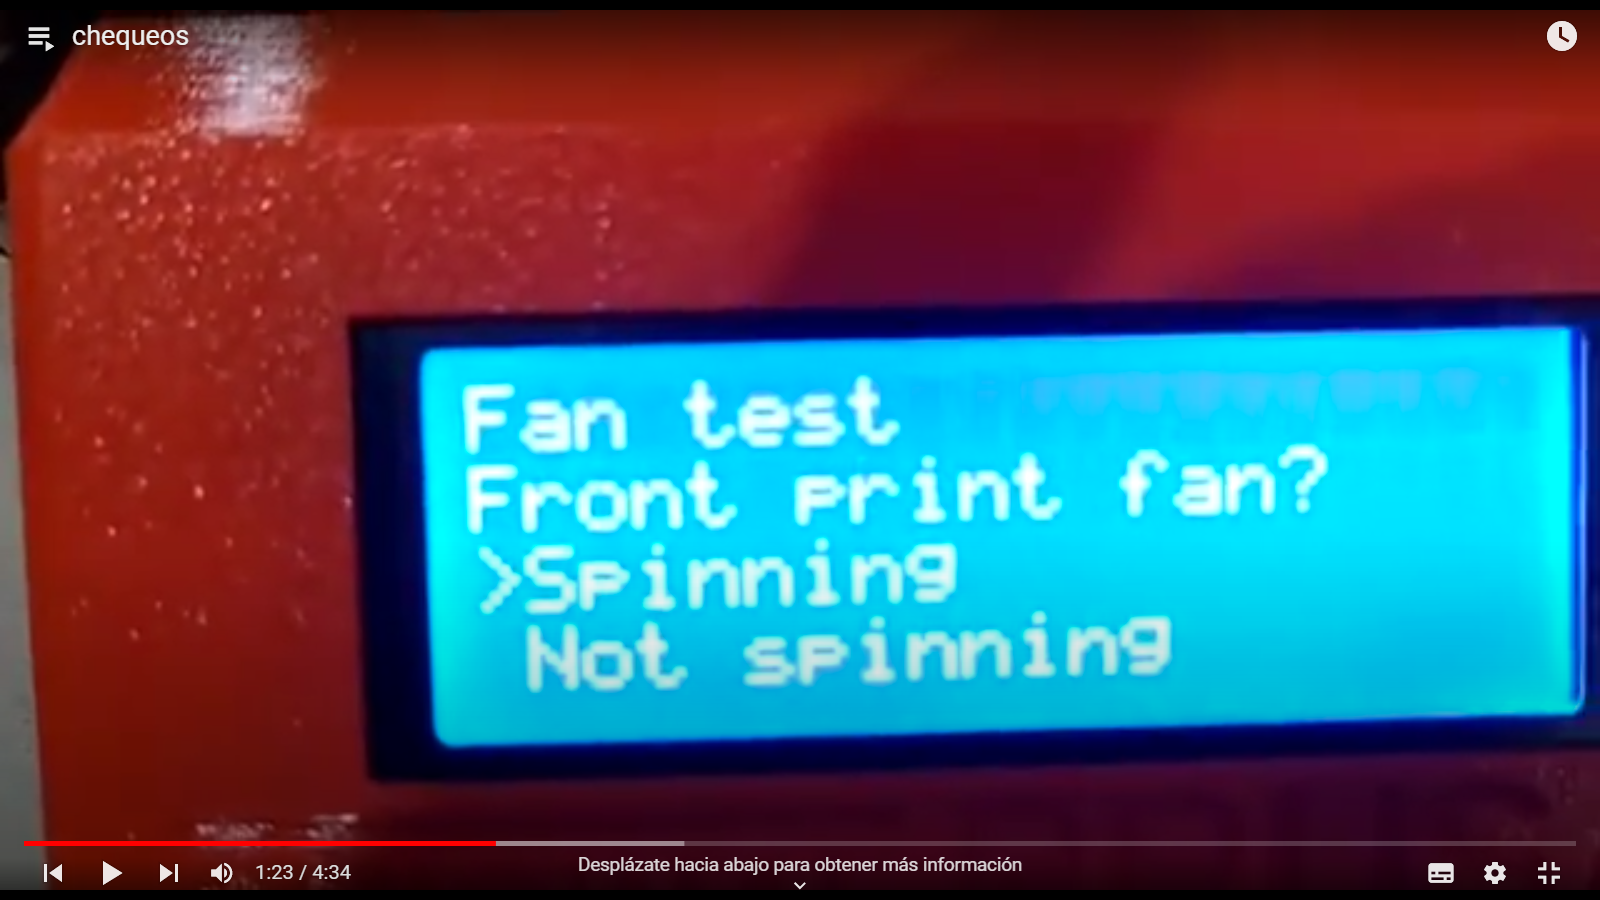 chequeos
Fan test
Front print fan?
>Spinning
Not spinning
1:23 / 4:34
Desplázate hacia abajo para obtener más información